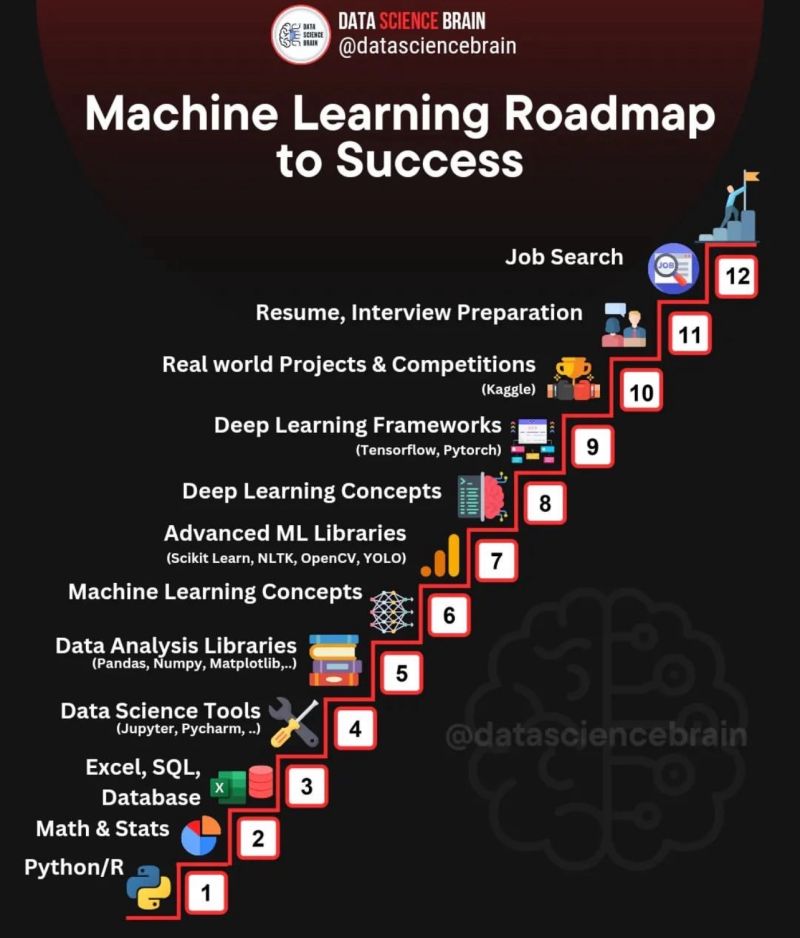 DATA SCIENCE BRAIN
DATA SCIENCE BRAIN
@datasciencebrain
Machine Learning Roadmap
to Success
Job Search
JOB
12
Resume, Interview Preparation
11
Real world Projects & Competitions
(Kaggle)
10
Deep Learning Frameworks
(Tensorflow, Pytorch)
9
Deep Learning Concepts
8
Advanced ML Libraries
(Scikit Learn, NLTK, OpenCV, YOLO)
7
Machine Learning Concepts
6
Data Analysis Libraries
(Pandas, Numpy, Matplotlib,..)
5
Data Science Tools
(Jupyter, Pycharm, ..)
4
@datasciencebrain
Excel, SQL,
Database
X
3
Math & Stats
2
Python/R
1